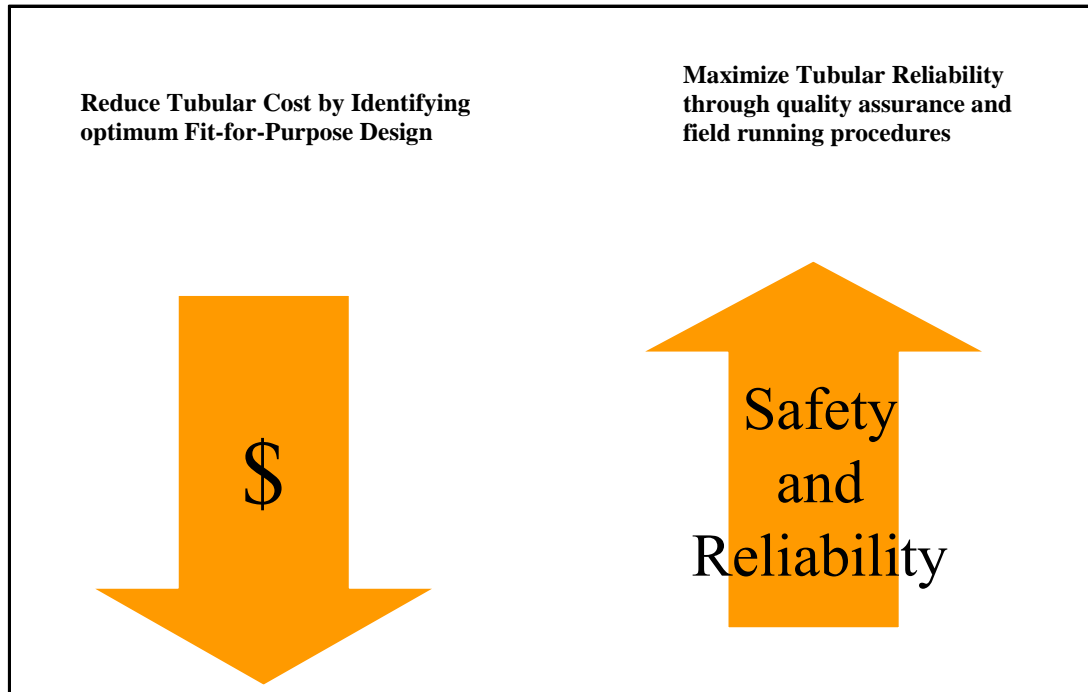 Reduce Tubular Cost by Identifying
optimum Fit-for-Purpose Design
Maximize Tubular Reliability
through quality assurance and
field running procedures
$
Safety
and
Reliability